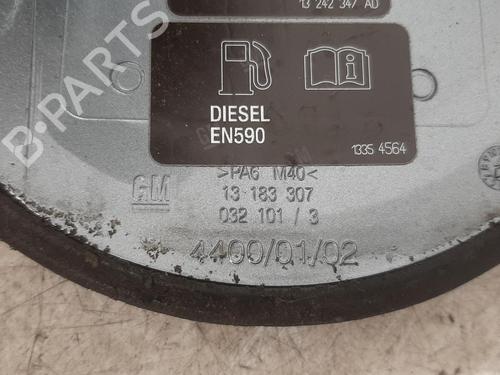 13 242 347 AD
DIESEL
EN590
1335 4564
>PA6 M40<
GM
13 183 307
032 101 / 3
4400/01/02
B-PARTS